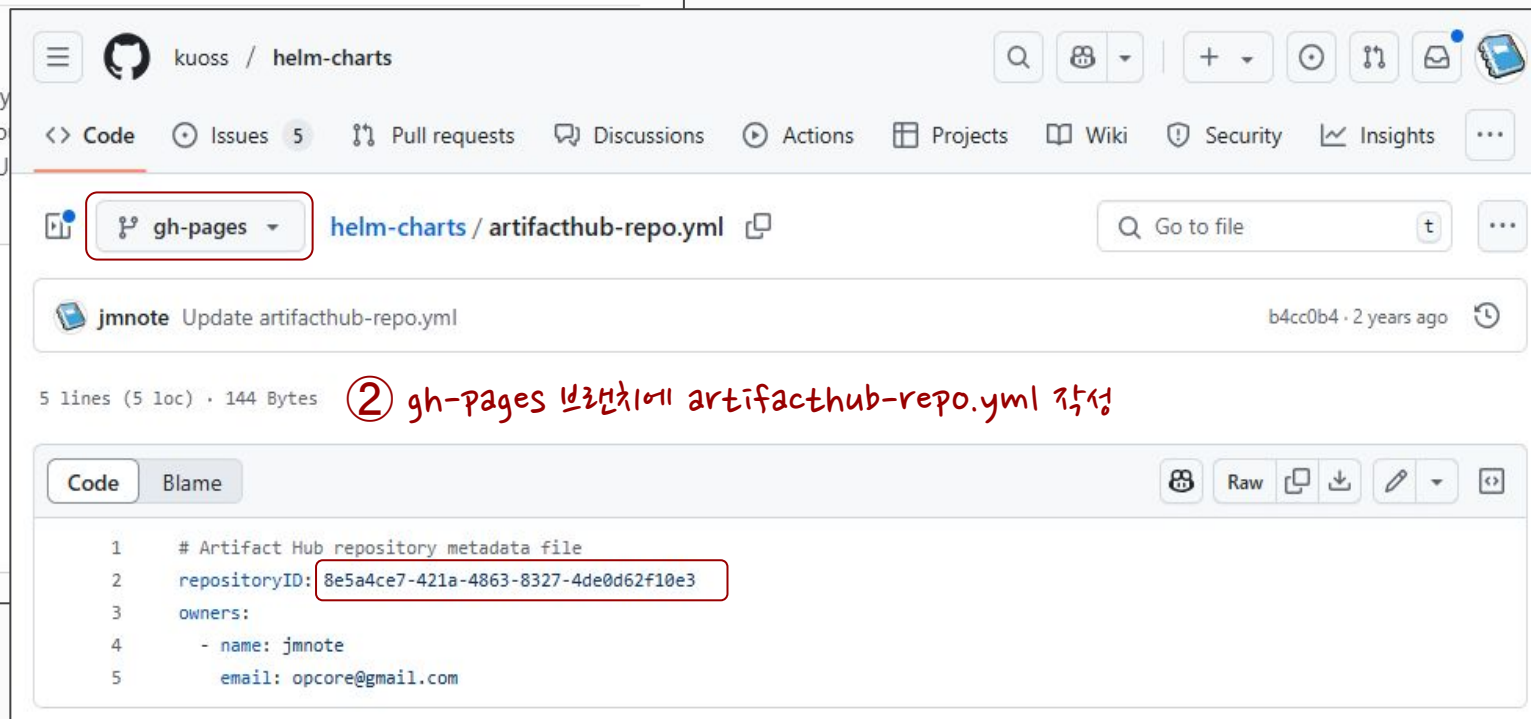 kuoss / helm-charts
Code Issues 5 Pull requests Discussions Actions Projects Wiki Security Insights
gh-pages helm-charts / artifacthub-repo.yml Go to file t
jmnote Update artifacthub-repo.yml b4cc0b4 · 2 years ago
5 lines (5 loc) · 144 Bytes ② gh-pages 브랜치에 artifacthub-repo.yml 작성
Code Blame Raw
1 # Artifact Hub repository metadata file
2 repositoryID: 8e5a4ce7-421a-4863-8327-4de0d62f10e3
3 owners:
4 - name: jmnote
5 email: opcore@gmail.com